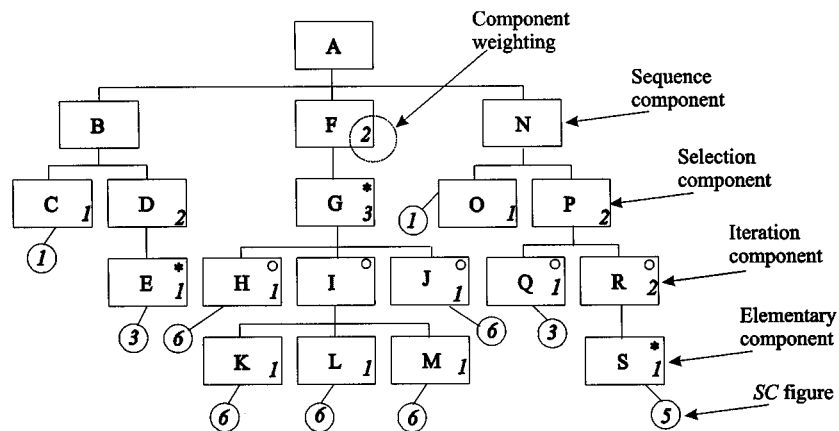 A
Component
weighting
B
F
2
N
Sequence
component
C
1
D
2
G
*
3
O
1
P
2
Selection
component
1
1
E
*
1
H
1
I
J
1
Q
1
R
2
Iteration
component
3
6
6
3
K
1
L
1
M
1
S
*
1
Elementary
component
6
6
6
5
SC figure